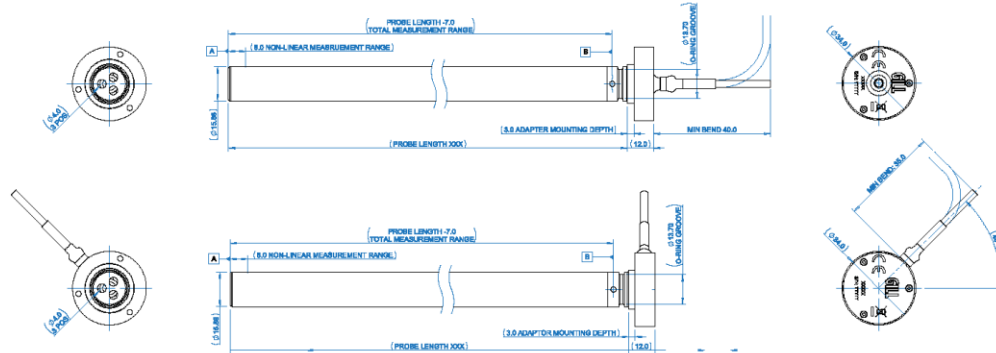 PROBE LENGTH -7.0
TOTAL MEASUREMENT RANGE
A
(8.0 NON-LINEAR MEASRUEMENT RANGE)
B
Ø13.70
O-RING GROOVE
Ø34.0
Ø4.0
3 POS
Ø15.88
3.0 ADAPTER MOUNTING DEPTH
MIN BEND 40.0
(PROBE LENGTH XXX)
(12.0)
PROBE LENGTH -7.0
TOTAL MEASUREMENT RANGE
A
(8.0 NON-LINEAR MEASUREMENT RANGE)
B
Ø13.70
O-RING GROOVE
MIN BEND
Ø34.0
Ø4.0
3 POS
Ø15.88
(3.0 ADAPTOR MOUNTING DEPTH)
(PROBE LENGTH XXX)
(12.0)